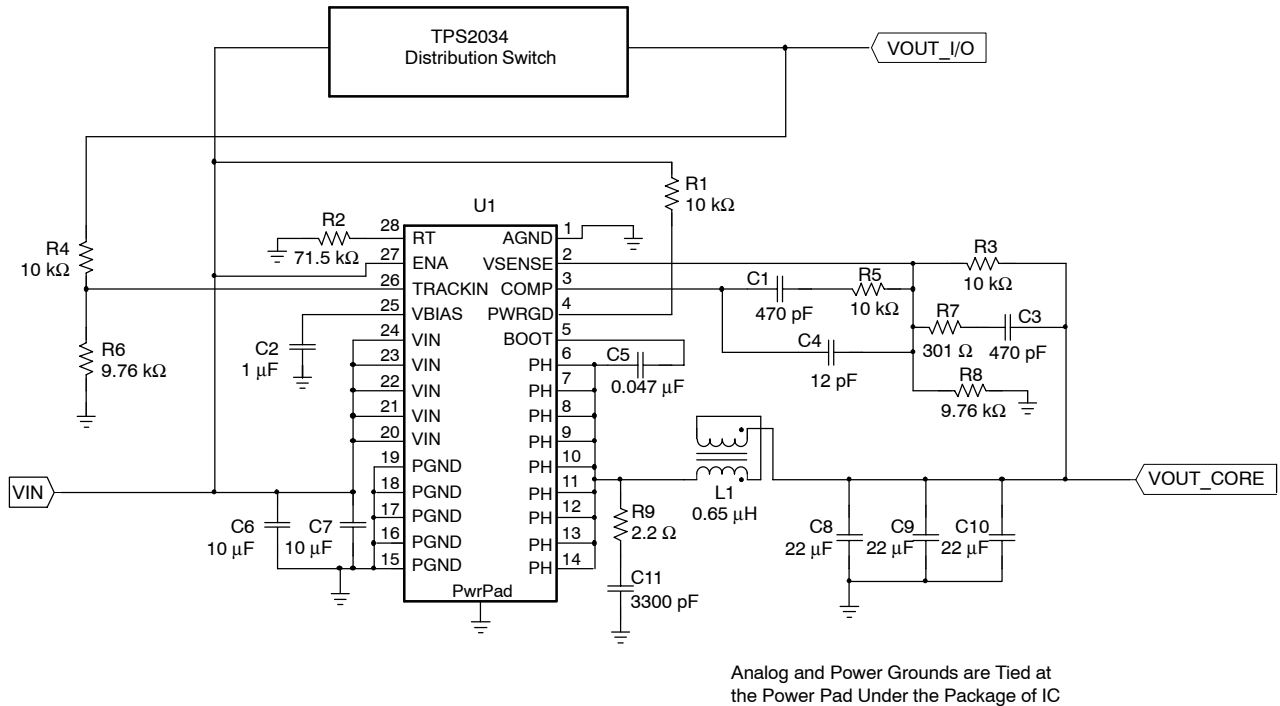 TPS2034
Distribution Switch
VOUT_I/O
R1
10 kΩ
U1
R4
10 kΩ
R2
71.5 kΩ
28
RT
27
ENA
26
TRACKIN
25
VBIAS
24
VIN
23
VIN
22
VIN
21
VIN
20
VIN
19
PGND
18
PGND
17
PGND
16
PGND
15
PGND
AGND
1
VSENSE
2
COMP
3
PWRGD
4
BOOT
5
PH
6
PH
7
PH
8
PH
9
PH
10
PH
11
PH
12
PH
13
PH
14
PwrPad
R6
9.76 kΩ
C2
1 μF
C1
470 pF
R5
10 kΩ
R3
10 kΩ
R7
301 Ω
C3
470 pF
C4
12 pF
R8
9.76 kΩ
C5
0.047 μF
VIN
C6
10 μF
C7
10 μF
L1
0.65 μH
R9
2.2 Ω
C11
3300 pF
C8
22 μF
C9
22 μF
C10
22 μF
VOUT_CORE
Analog and Power Grounds are Tied at
the Power Pad Under the Package of IC